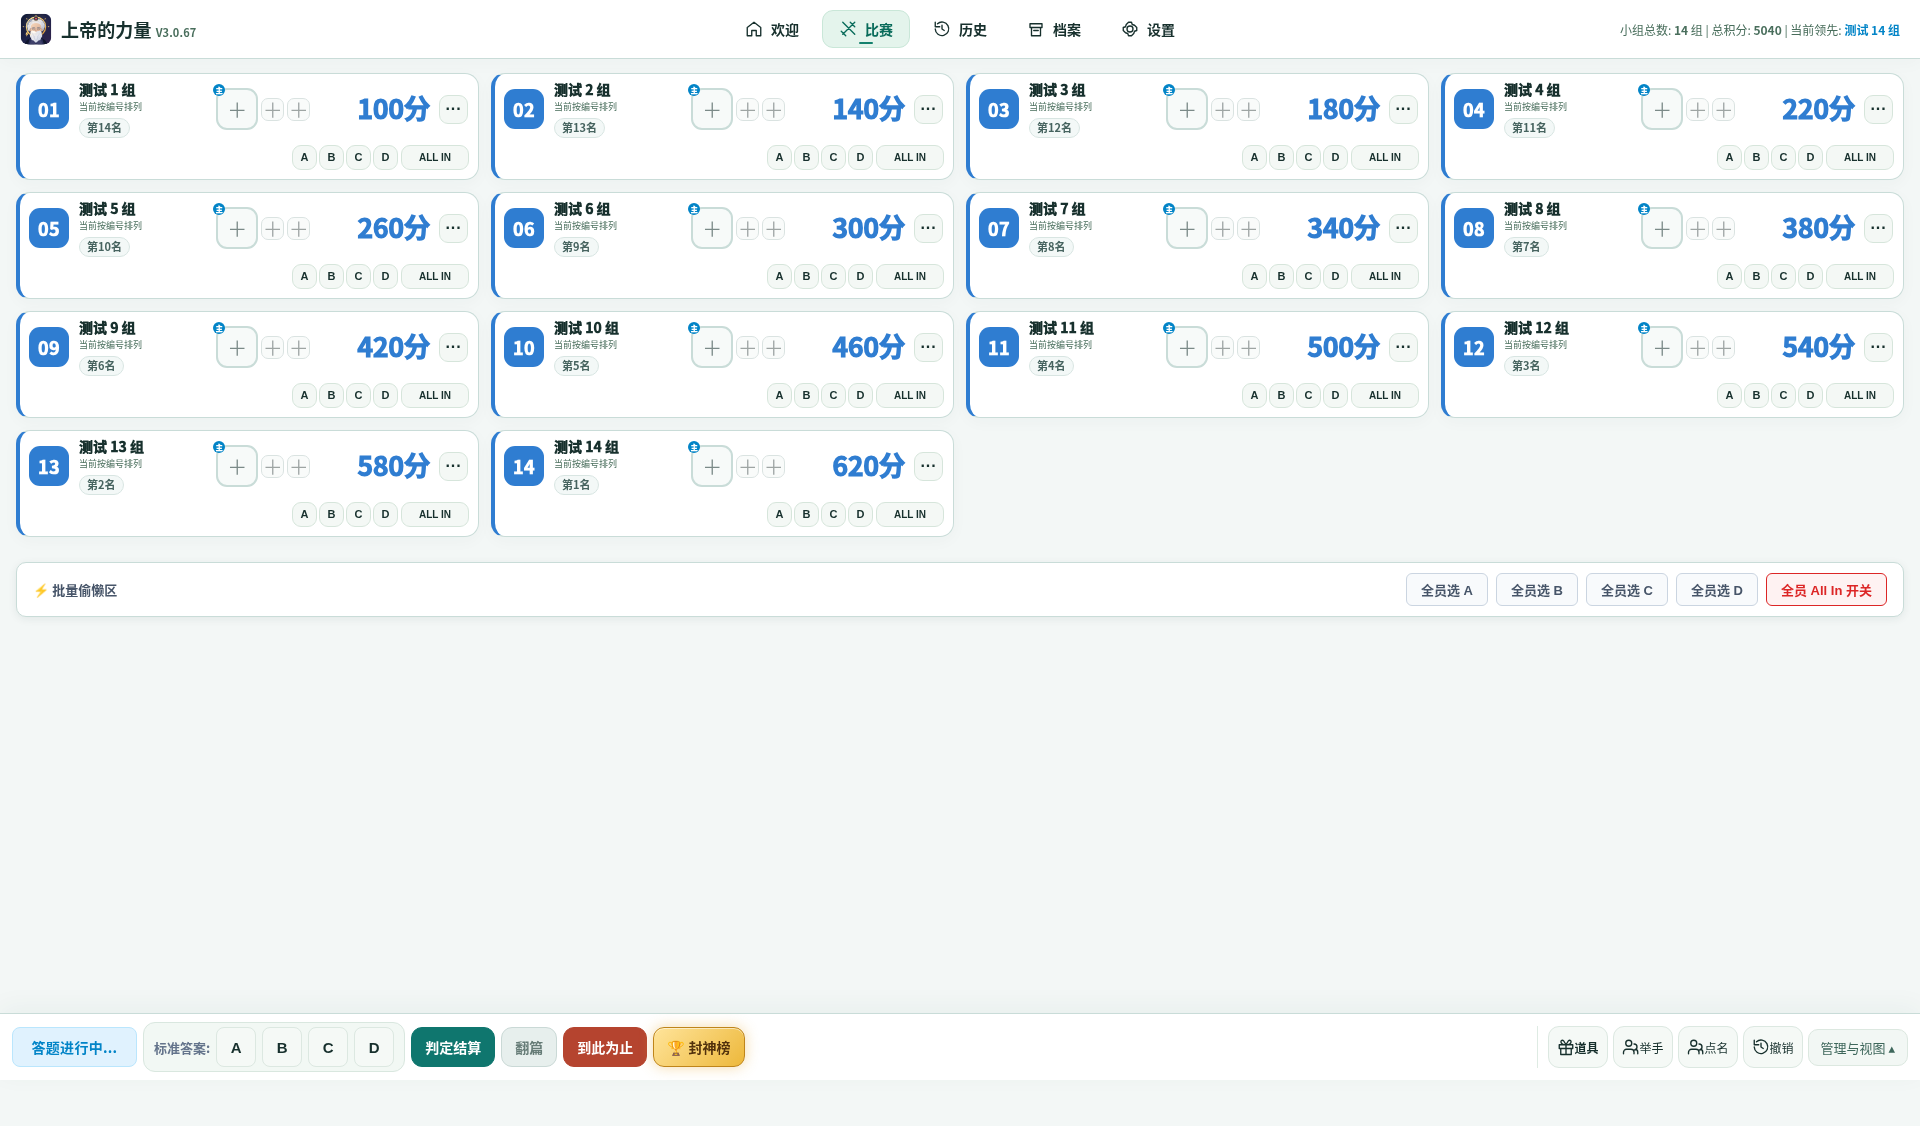 上帝的力量 V3.0.67
欢迎 比赛 历史 档案 设置
小组总数: 14 组 | 总积分: 5040 | 当前领先: 测试 14 组
01 测试 1 组 当前按编号排列 第14名 主 100分 ...
A B C D ALL IN
02 测试 2 组 当前按编号排列 第13名 主 140分 ...
A B C D ALL IN
03 测试 3 组 当前按编号排列 第12名 主 180分 ...
A B C D ALL IN
04 测试 4 组 当前按编号排列 第11名 主 220分 ...
A B C D ALL IN
05 测试 5 组 当前按编号排列 第10名 主 260分 ...
A B C D ALL IN
06 测试 6 组 当前按编号排列 第9名 主 300分 ...
A B C D ALL IN
07 测试 7 组 当前按编号排列 第8名 主 340分 ...
A B C D ALL IN
08 测试 8 组 当前按编号排列 第7名 主 380分 ...
A B C D ALL IN
09 测试 9 组 当前按编号排列 第6名 主 420分 ...
A B C D ALL IN
10 测试 10 组 当前按编号排列 第5名 主 460分 ...
A B C D ALL IN
11 测试 11 组 当前按编号排列 第4名 主 500分 ...
A B C D ALL IN
12 测试 12 组 当前按编号排列 第3名 主 540分 ...
A B C D ALL IN
13 测试 13 组 当前按编号排列 第2名 主 580分 ...
A B C D ALL IN
14 测试 14 组 当前按编号排列 第1名 主 620分 ...
A B C D ALL IN
⚡ 批量偷懒区 全员选 A 全员选 B 全员选 C 全员选 D 全员 All In 开关
答题进行中... 标准答案: A B C D 判定结算 翻篇 到此为止 🏆 封神榜 道具 举手 点名 撤销 管理与视图 ▴